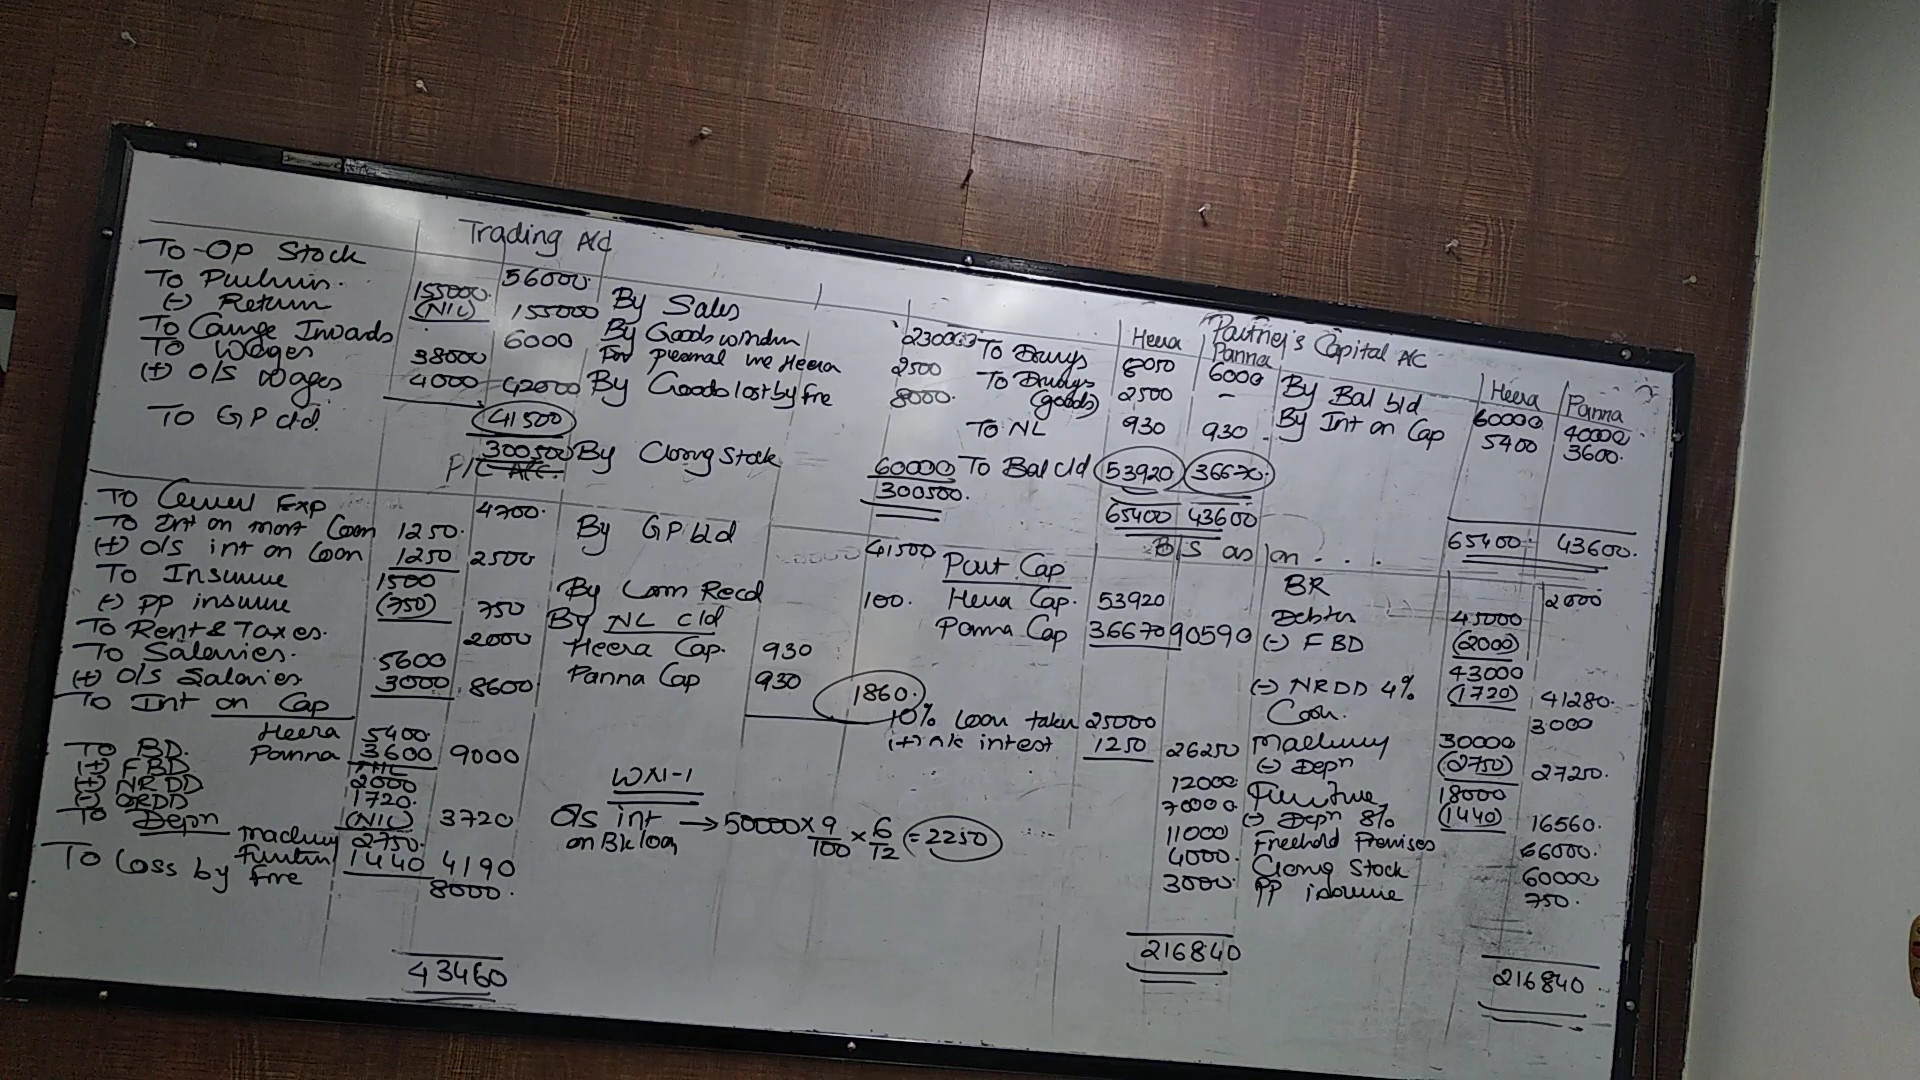 Trading A/c
To Op Stock 56000
To Purchases. 155000
(-) Return (NIL) 155000
To Carriage Inwards 6000
To Wages 38000
(+) O/S Wages 4000 42000
To GP c/d. 41500
300500
By Sales 230000
By Goods withdrn
For personal use Heera 2500
By Goods lost by fire 8000.
By Closing Stock 60000
300500.
P/L A/c.
To General Exp 4700.
To Int on mort Loan 1250.
(+) O/S int on loan 1250 2500
To Insurance 1500
(-) PP insurance (750) 750
To Rent & Taxes. 2000
To Salaries. 5600
(+) O/S Salaries 3000 8600
To Int on Cap
Heera 5400
Panna 3600 9000
To BD. NIL
(+) FBD 2000
(+) NRDD 1720.
(-) ORDD (NIL) 3720
To Depn
Machinery 2750.
Furniture 1440 4190
To Loss by fire 8000.
43460
By GP b/d 41500
By Comm Recd 100.
By NL c/d
Heera Cap. 930
Panna Cap 930 1860.
WN-1
O/s int on Bk loan → 50000 × 9/100 × 6/12 = 2250
Partner's Capital A/C
Heera Panna
To Drwgs 8050 6000
To Drwgs (goods) 2500 -
To NL 930 930
To Bal c/d 53920 36670.
65400 43600
Heera Panna
By Bal b/d 60000 40000
By Int on Cap 5400 3600.
65400 43600.
B/S as on . . .
Part Cap
Heera Cap. 53920
Panna Cap 36670 90590
10% loan taken 25000
1250 26250
12000
70000
11000
4000.
3000
216840
BR 12000
Debtors 45000
(-) FBD (2000)
43000
(-) NRDD 4% (1720) 41280.
Cash. 3000
Machinery 30000
(-) Depn (2750) 27250.
Furniture 18000
(-) Depn 8% (1440) 16560.
Freehold Premises 66000.
Closing Stock 60000
PP insurance 750.
216840